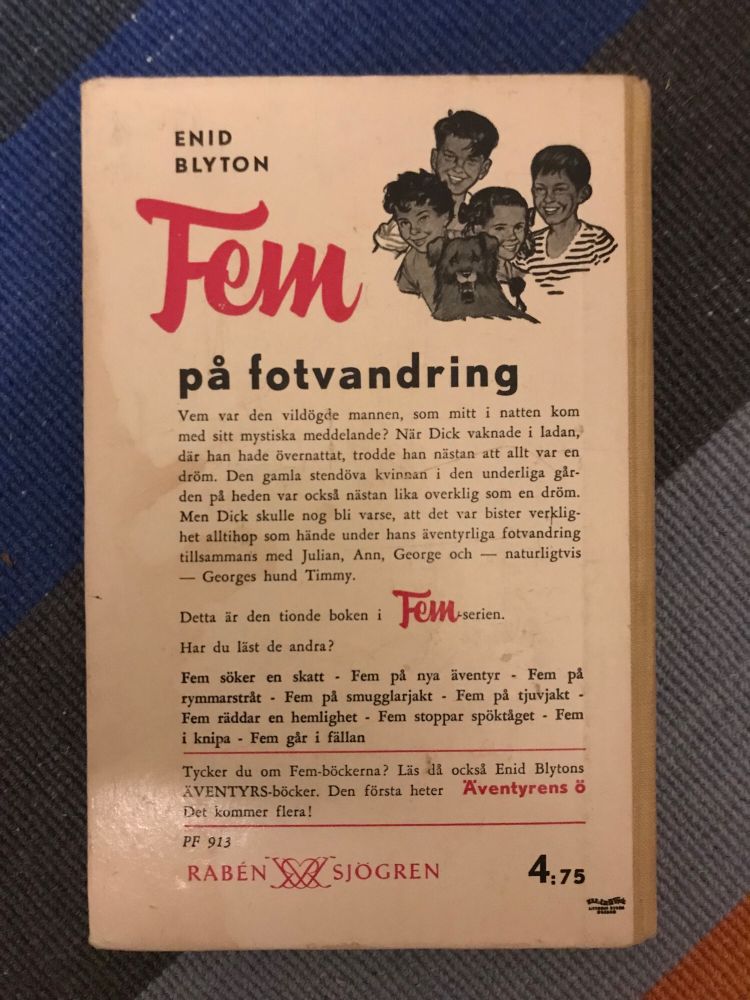 ENID
BLYTON
Fem
på fotvandring
Vem var den vildögde mannen, som mitt i natten kom
med sitt mystiska meddelande? När Dick vaknade i ladan,
där han hade övernattat, trodde han nästan att allt var en
dröm. Den gamla stendöva kvinnan i den underliga går-
den på heden var också nästan lika overklig som en dröm.
Men Dick skulle nog bli varse, att det var bister verklig-
het alltihop som hände under hans äventyrliga fotvandring
tillsammans med Julian, Ann, George och — naturligtvis
— Georges hund Timmy.
Detta är den tionde boken i Fem-serien.
Har du läst de andra?
Fem söker en skatt - Fem på nya äventyr - Fem på
rymmarstråt - Fem på smugglarjakt - Fem på tjuvjakt -
Fem räddar en hemlighet - Fem stoppar spöktåget - Fem
i knipa - Fem går i fällan
Tycker du om Fem-böckerna? Läs då också Enid Blytons
ÄVENTYRS-böcker. Den första heter Äventyrens ö
Det kommer flera!
PF 913
RABÉN SJÖGREN
4:75